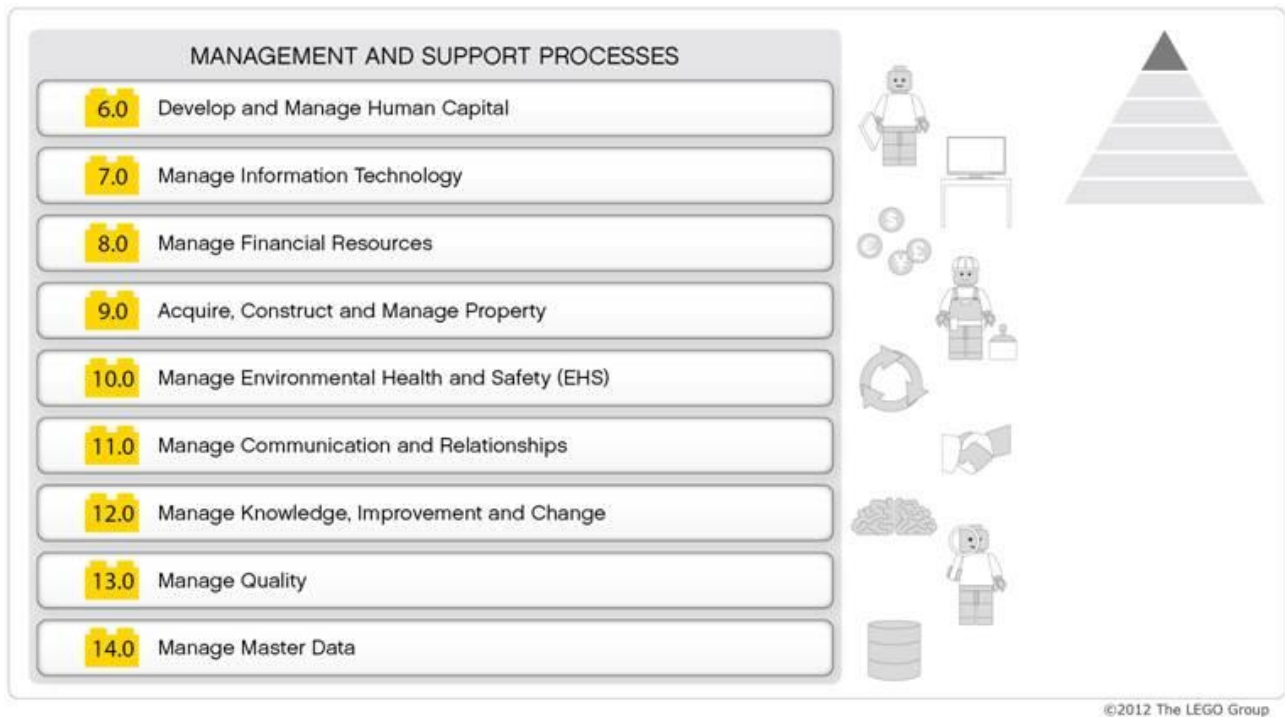 MANAGEMENT AND SUPPORT PROCESSES
6.0 Develop and Manage Human Capital
7.0 Manage Information Technology
8.0 Manage Financial Resources
9.0 Acquire, Construct and Manage Property
10.0 Manage Environmental Health and Safety (EHS)
11.0 Manage Communication and Relationships
12.0 Manage Knowledge, Improvement and Change
13.0 Manage Quality
14.0 Manage Master Data
©2012 The LEGO Group